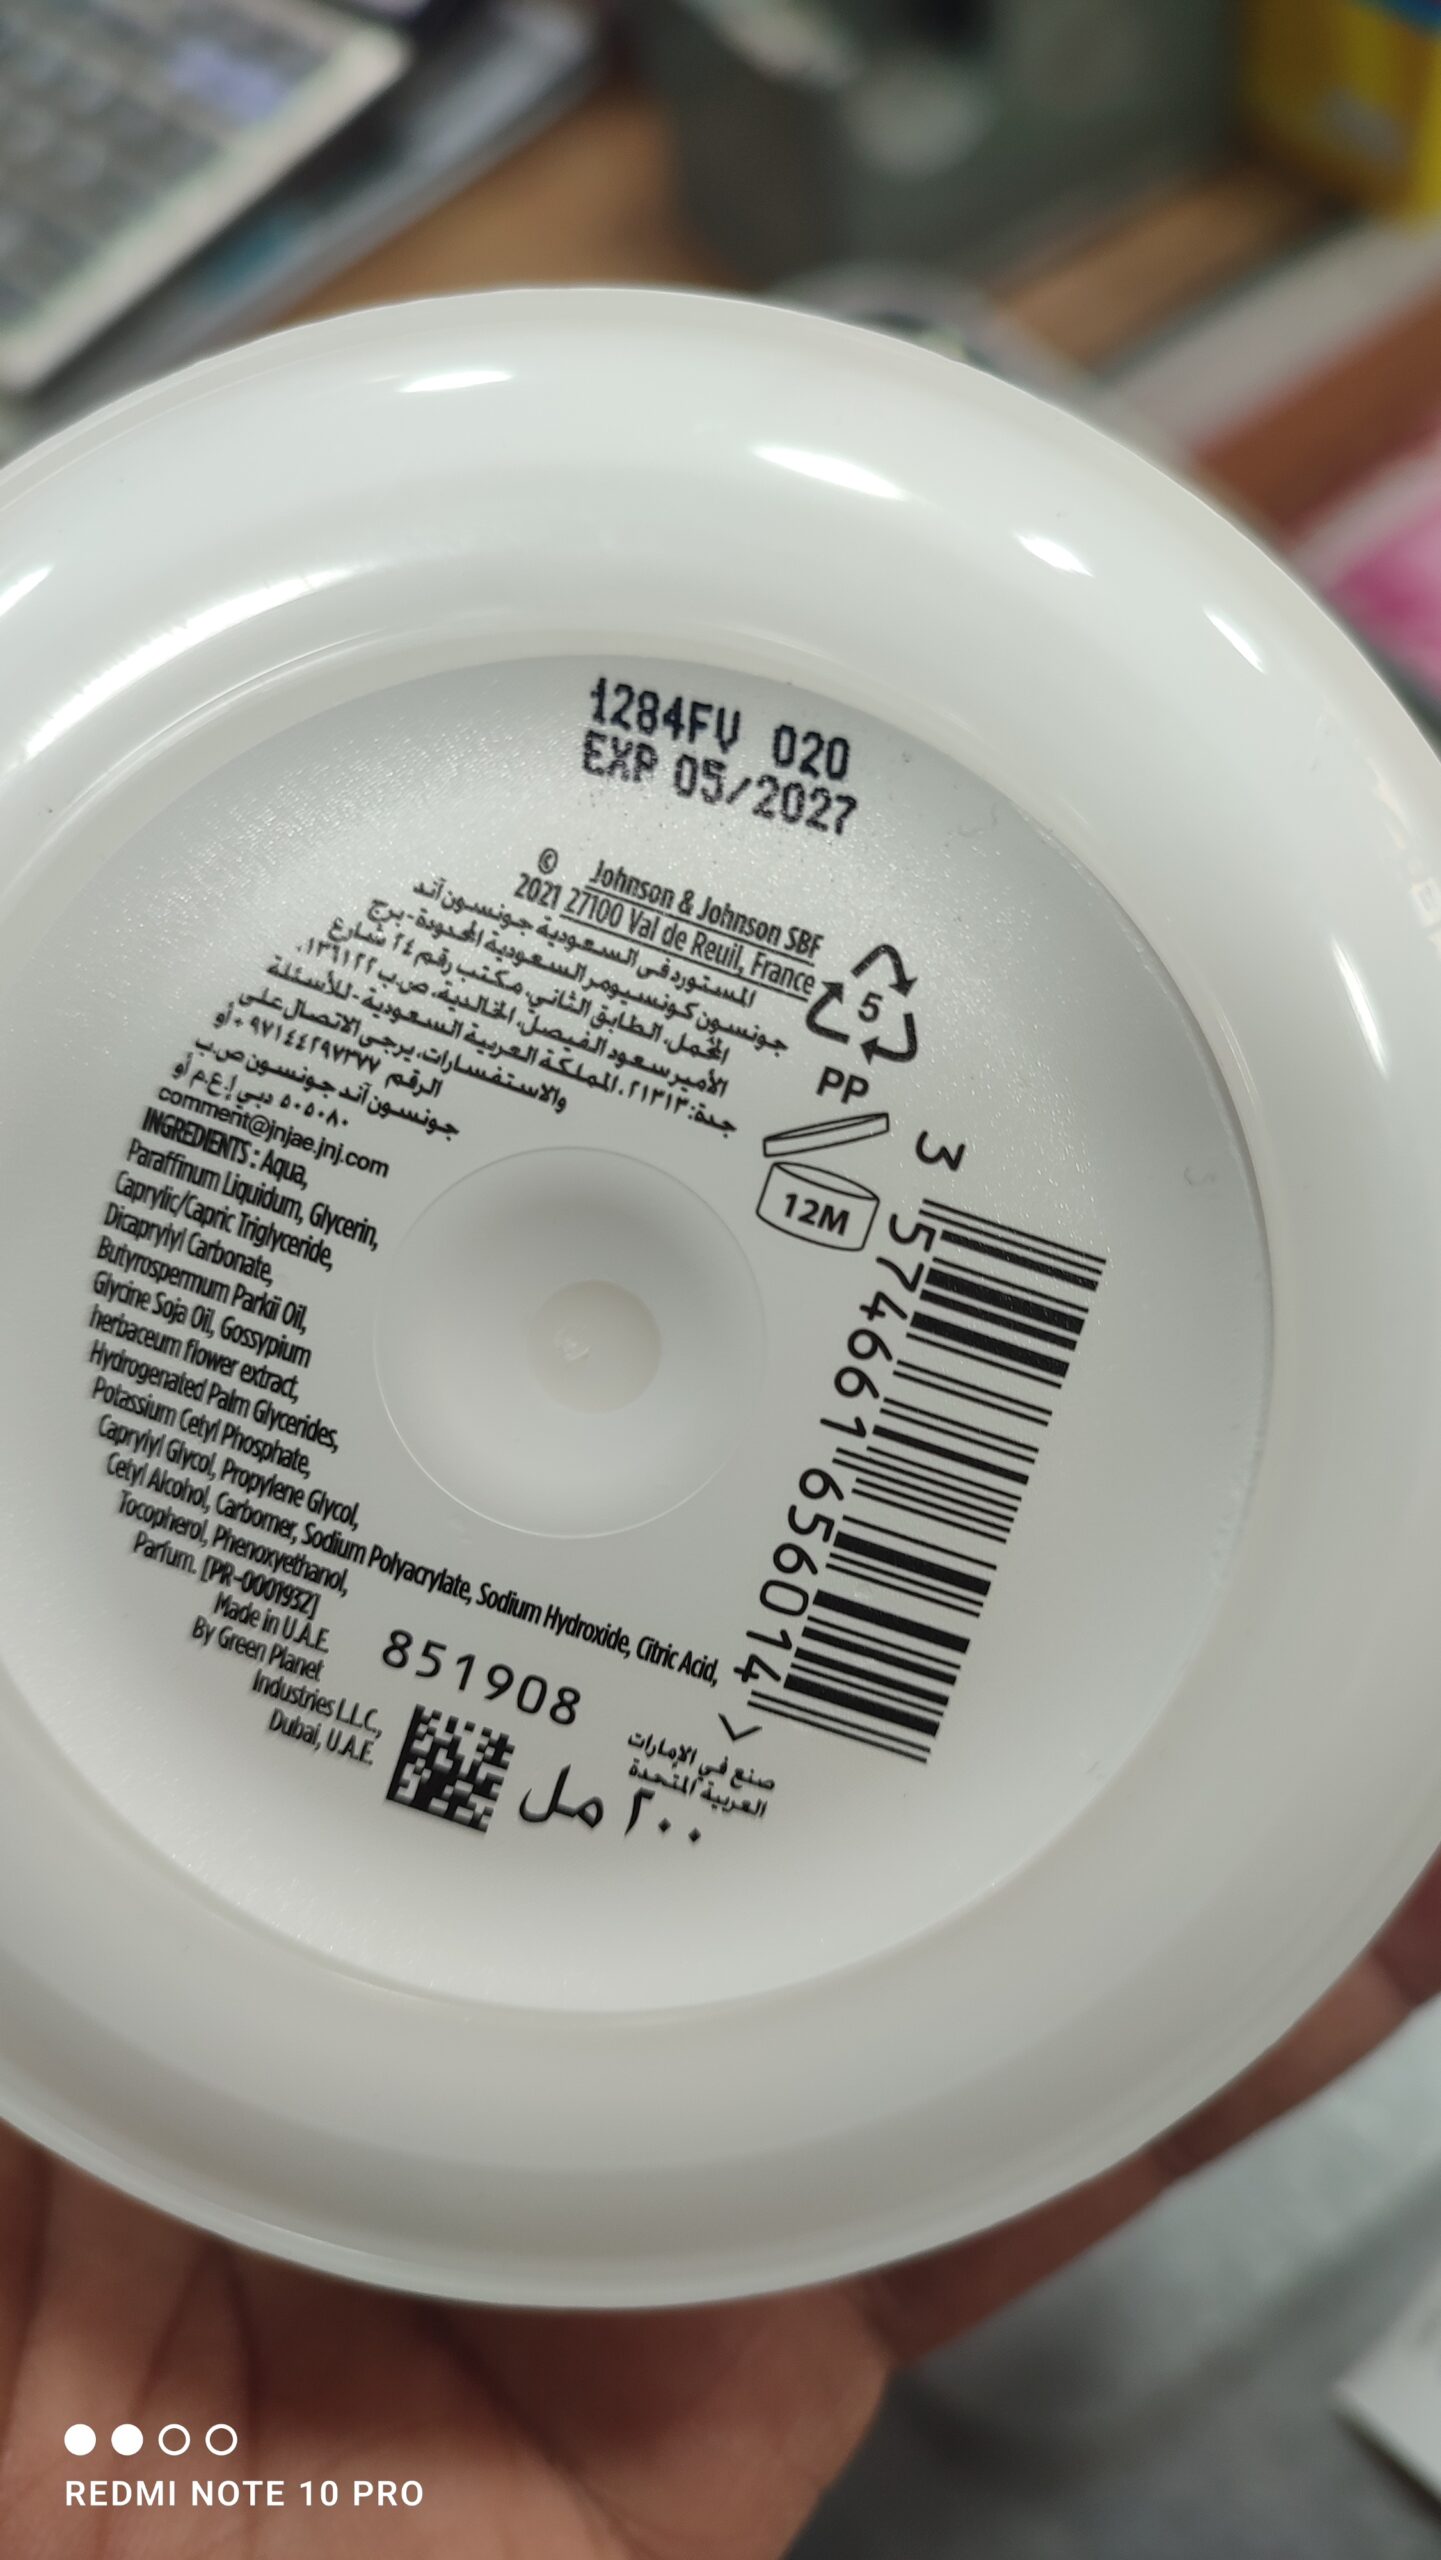 1284FV 020
EXP 05/2027
© Johnson & Johnson SBF
2021 27100 Val de Reuil, France
المستورد في السعودية جونسون آند
جونسون كونسيومر السعودية المحدودة-برج
المخمل، الطابق الثاني، مكتب رقم ٢٤ شارع
الأمير سعود الفيصل، الخالدية، ص.ب ١٣٦١٢٢،
جدة: ٢١٣١٣، المملكة العربية السعودية-للأسئلة
والاستفسارات، يرجى الاتصال على
الرقم ٩٧١٤٤٢٩٧٣٧٧+ أو
جونسون آند جونسون ص.ب
٥٠٥٠٨٠ دبي إ.ع.م أو
comment@jnjae.jnj.com
INGREDIENTS : Aqua,
Paraffinum Liquidum, Glycerin,
Caprylic/Capric Triglyceride,
Dicaprylyl Carbonate,
Butyrospermum Parkii Oil,
Glycine Soja Oil, Gossypium
herbaceum flower extract,
Hydrogenated Palm Glycerides,
Potassium Cetyl Phosphate,
Caprylyl Glycol, Propylene Glycol,
Cetyl Alcohol, Carbomer, Sodium Polyacrylate, Sodium Hydroxide, Citric Acid,
Tocopherol, Phenoxyethanol,
Parfum. [PR-0001932]
Made in U.A.E.
By Green Planet
Industries L.L.C,
Dubai, U.A.E.
5
PP
12M
3 574661 656014 >
851908
صنع في الإمارات
العربية المتحدة
٢٠٠ مل
REDMI NOTE 10 PRO